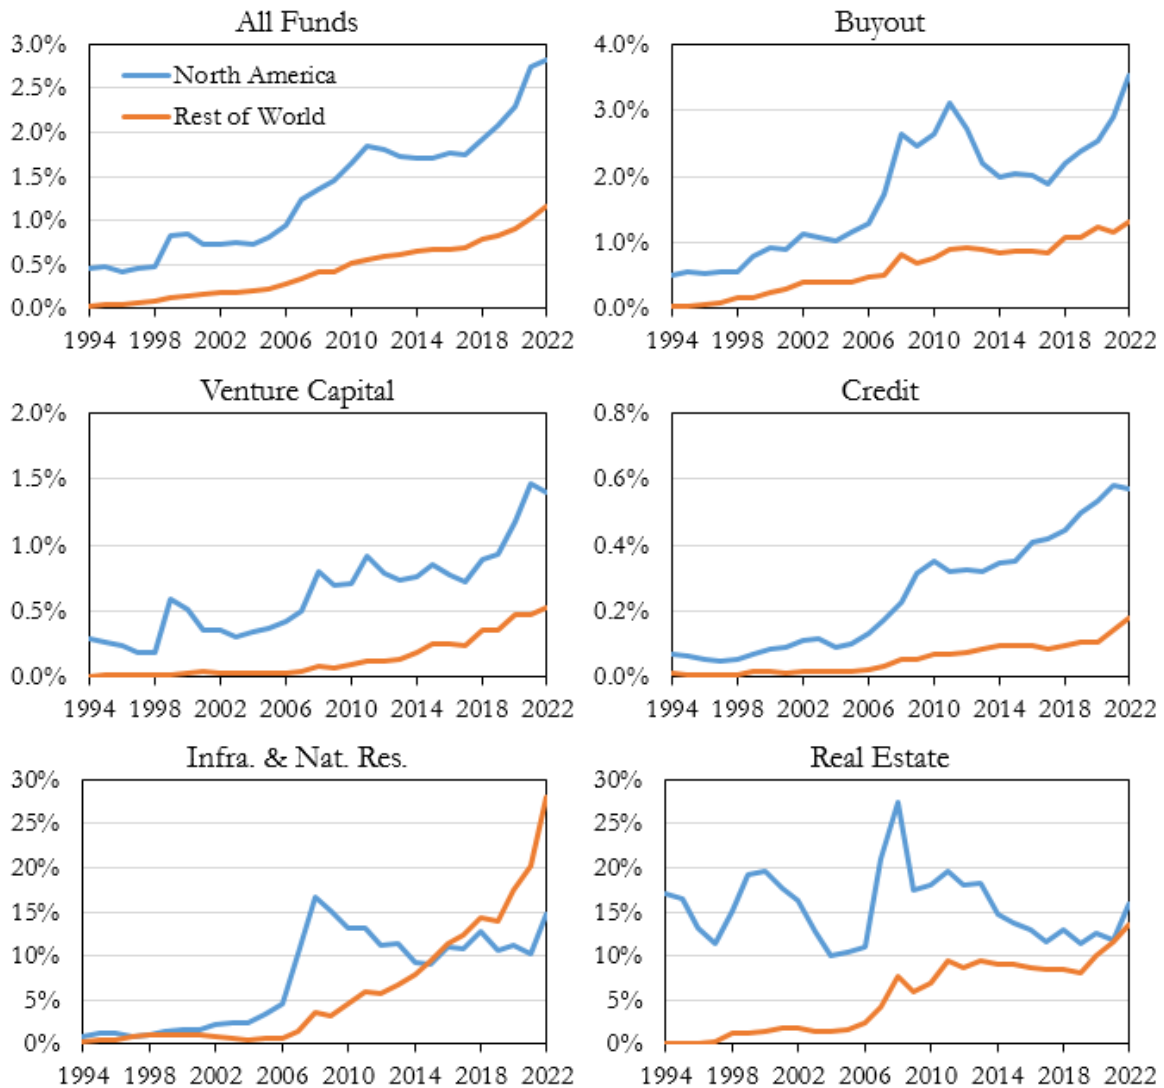 All Funds
3.0%
2.5%
2.0%
1.5%
1.0%
0.5%
0.0%
North America
Rest of World
1994 1998 2002 2006 2010 2014 2018 2022
Buyout
4.0%
3.0%
2.0%
1.0%
0.0%
1994 1998 2002 2006 2010 2014 2018 2022
Venture Capital
2.0%
1.5%
1.0%
0.5%
0.0%
1994 1998 2002 2006 2010 2014 2018 2022
Credit
0.8%
0.6%
0.4%
0.2%
0.0%
1994 1998 2002 2006 2010 2014 2018 2022
Infra. & Nat. Res.
30%
25%
20%
15%
10%
5%
0%
1994 1998 2002 2006 2010 2014 2018 2022
Real Estate
30%
25%
20%
15%
10%
5%
0%
1994 1998 2002 2006 2010 2014 2018 2022